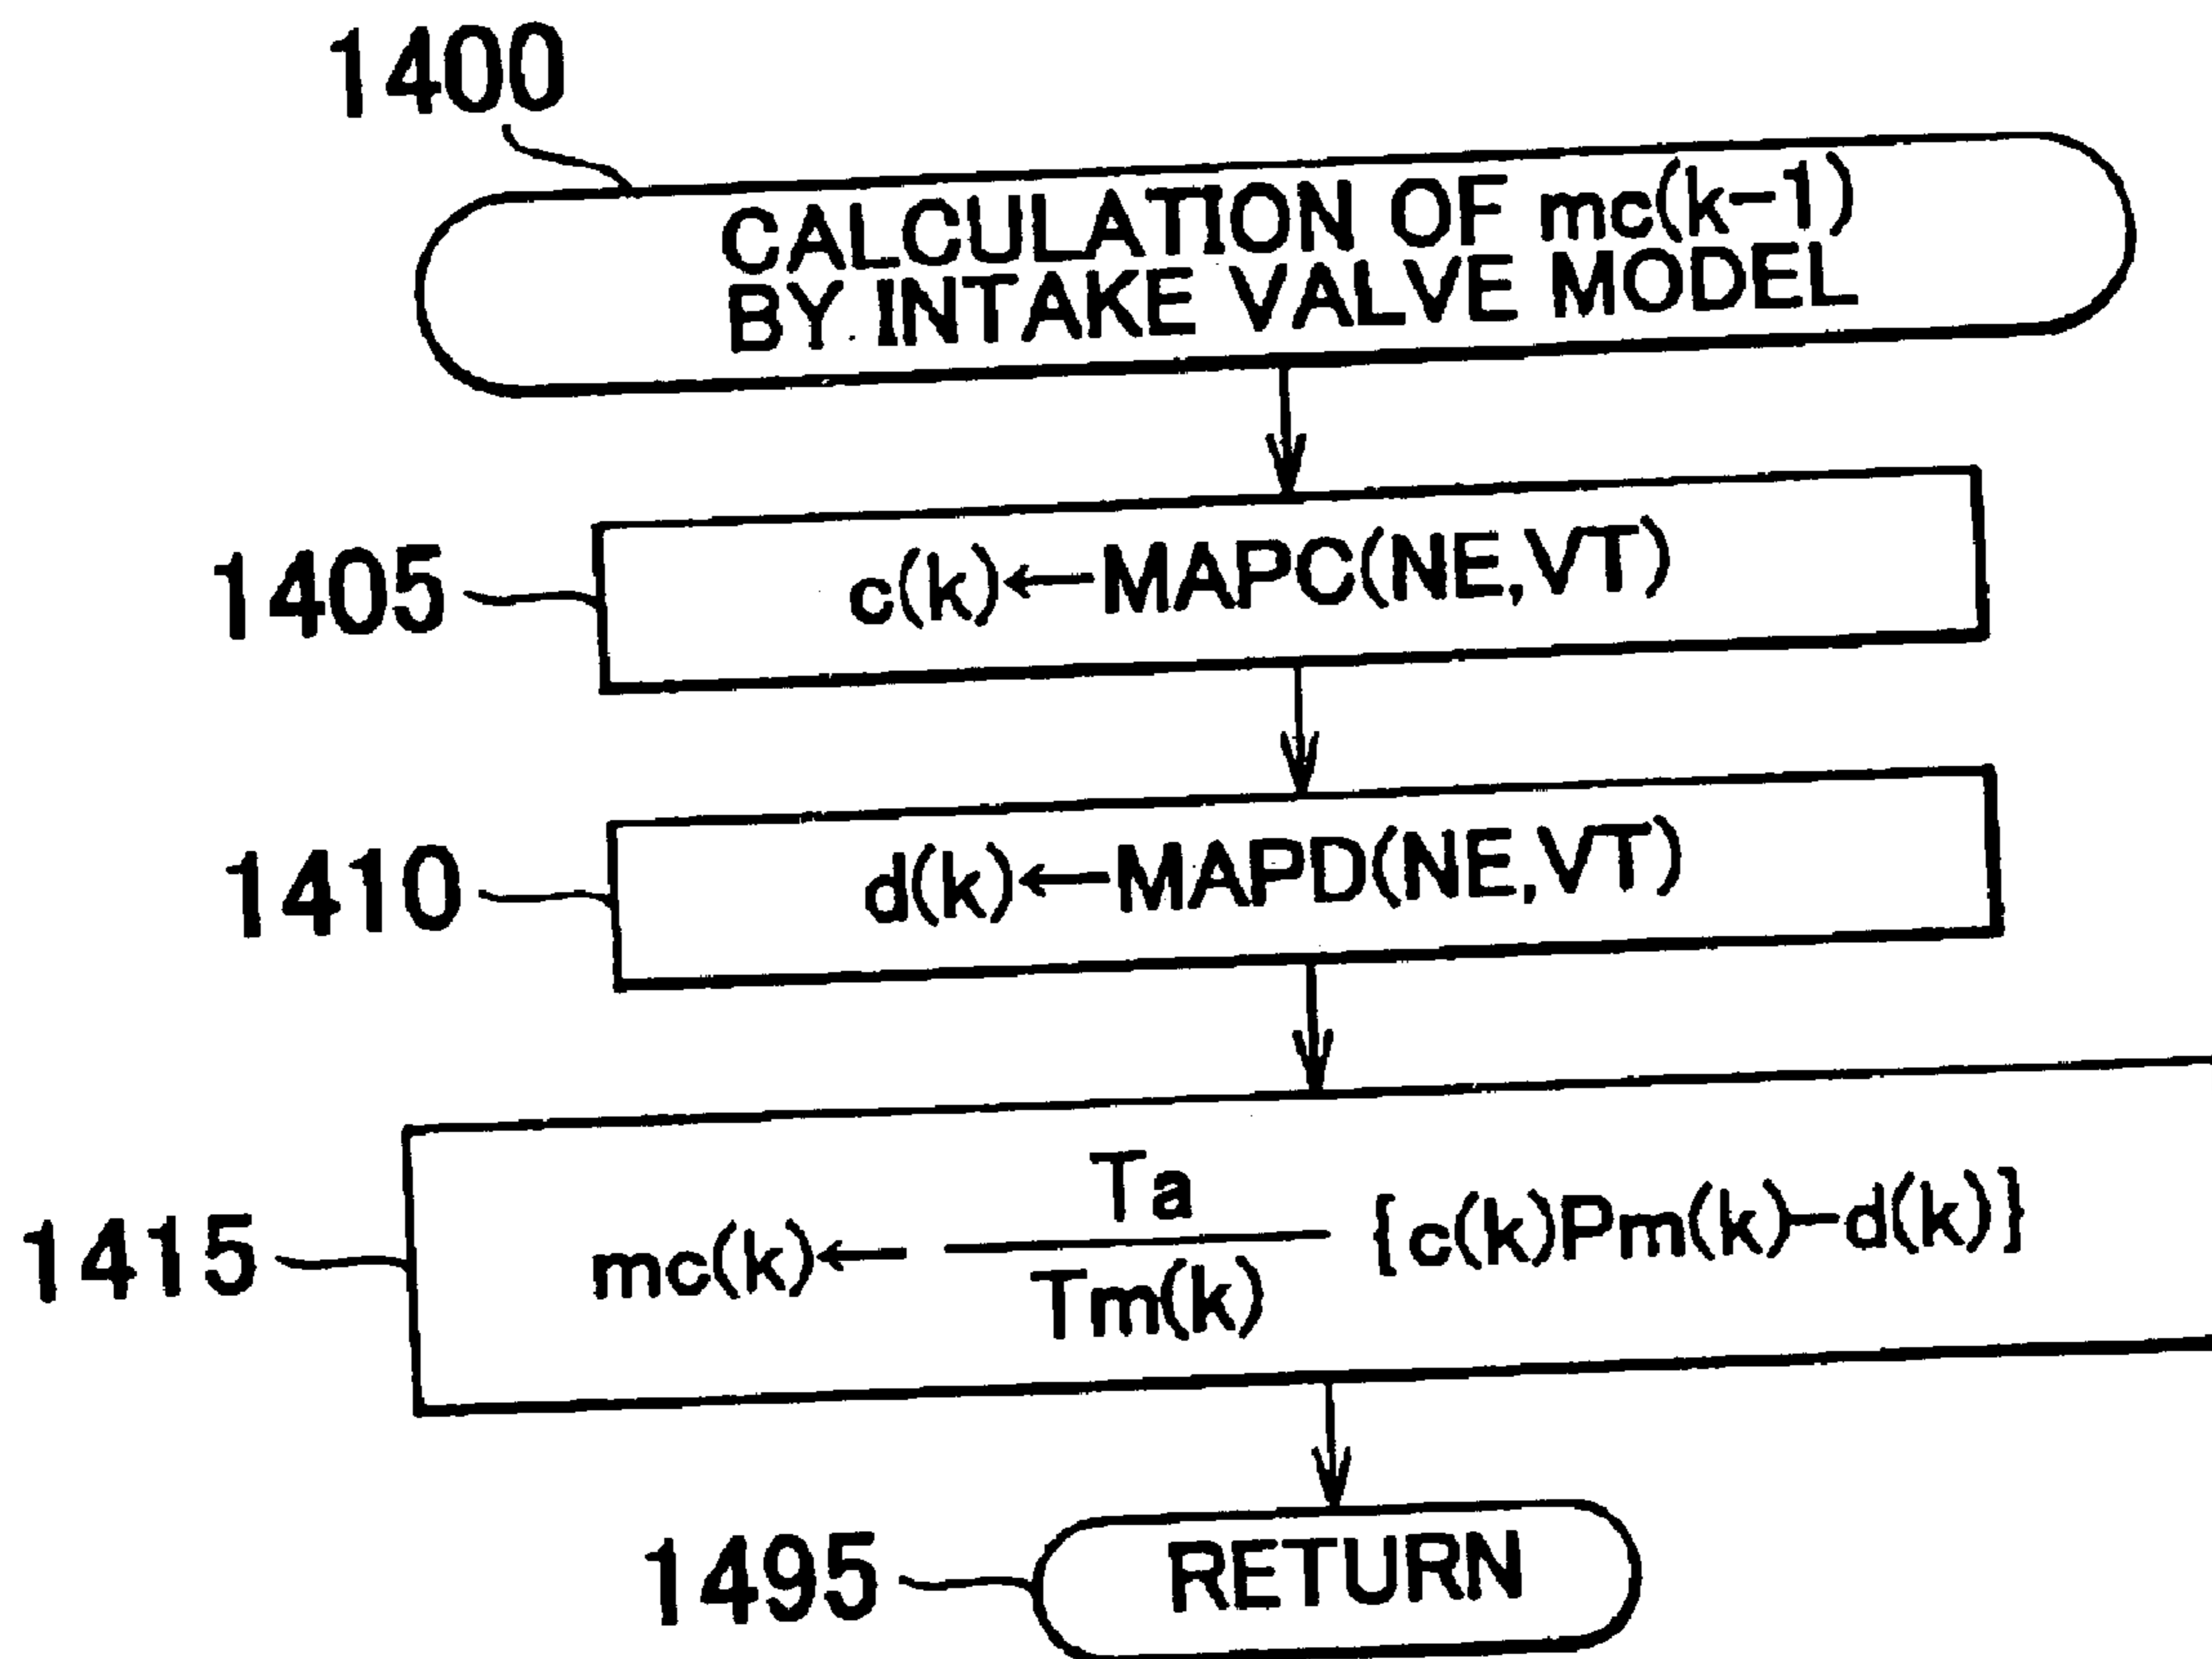 1400
CALCULATION OF mc(k-1)
BY INTAKE VALVE MODEL
1405
c(k)←MAPC(NE,VT)
1410
d(k)←MAPD(NE,VT)
1415
mc(k)← Ta / Tm(k) {c(k)Pm(k)-d(k)}
1495
RETURN